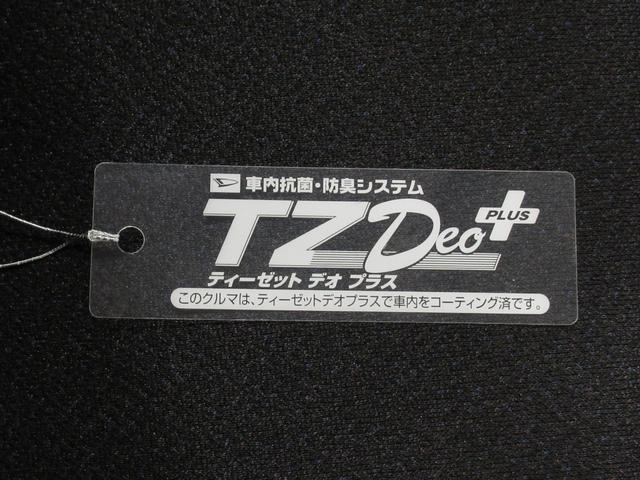 車内抗菌・防臭システム
TZ Deo PLUS
ティーゼット デオ プラス
このクルマは、ティーゼットデオプラスで車内をコーティング済です。